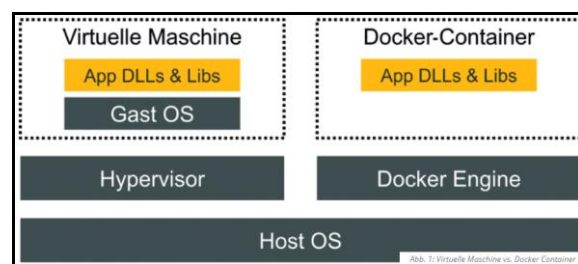 Virtuelle Maschine
App DLLs & Libs
Gast OS
Docker-Container
App DLLs & Libs
Hypervisor
Docker Engine
Host OS
Abb. 1: Virtuelle Maschine vs. Docker Container